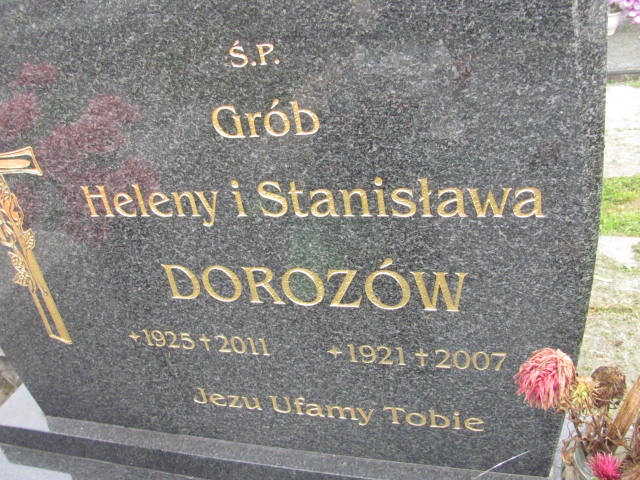 Ś.P.
Grób
Heleny i Stanisława
DOROZÓW
+1925 †2011 +1921 †2007
Jezu Ufamy Tobie